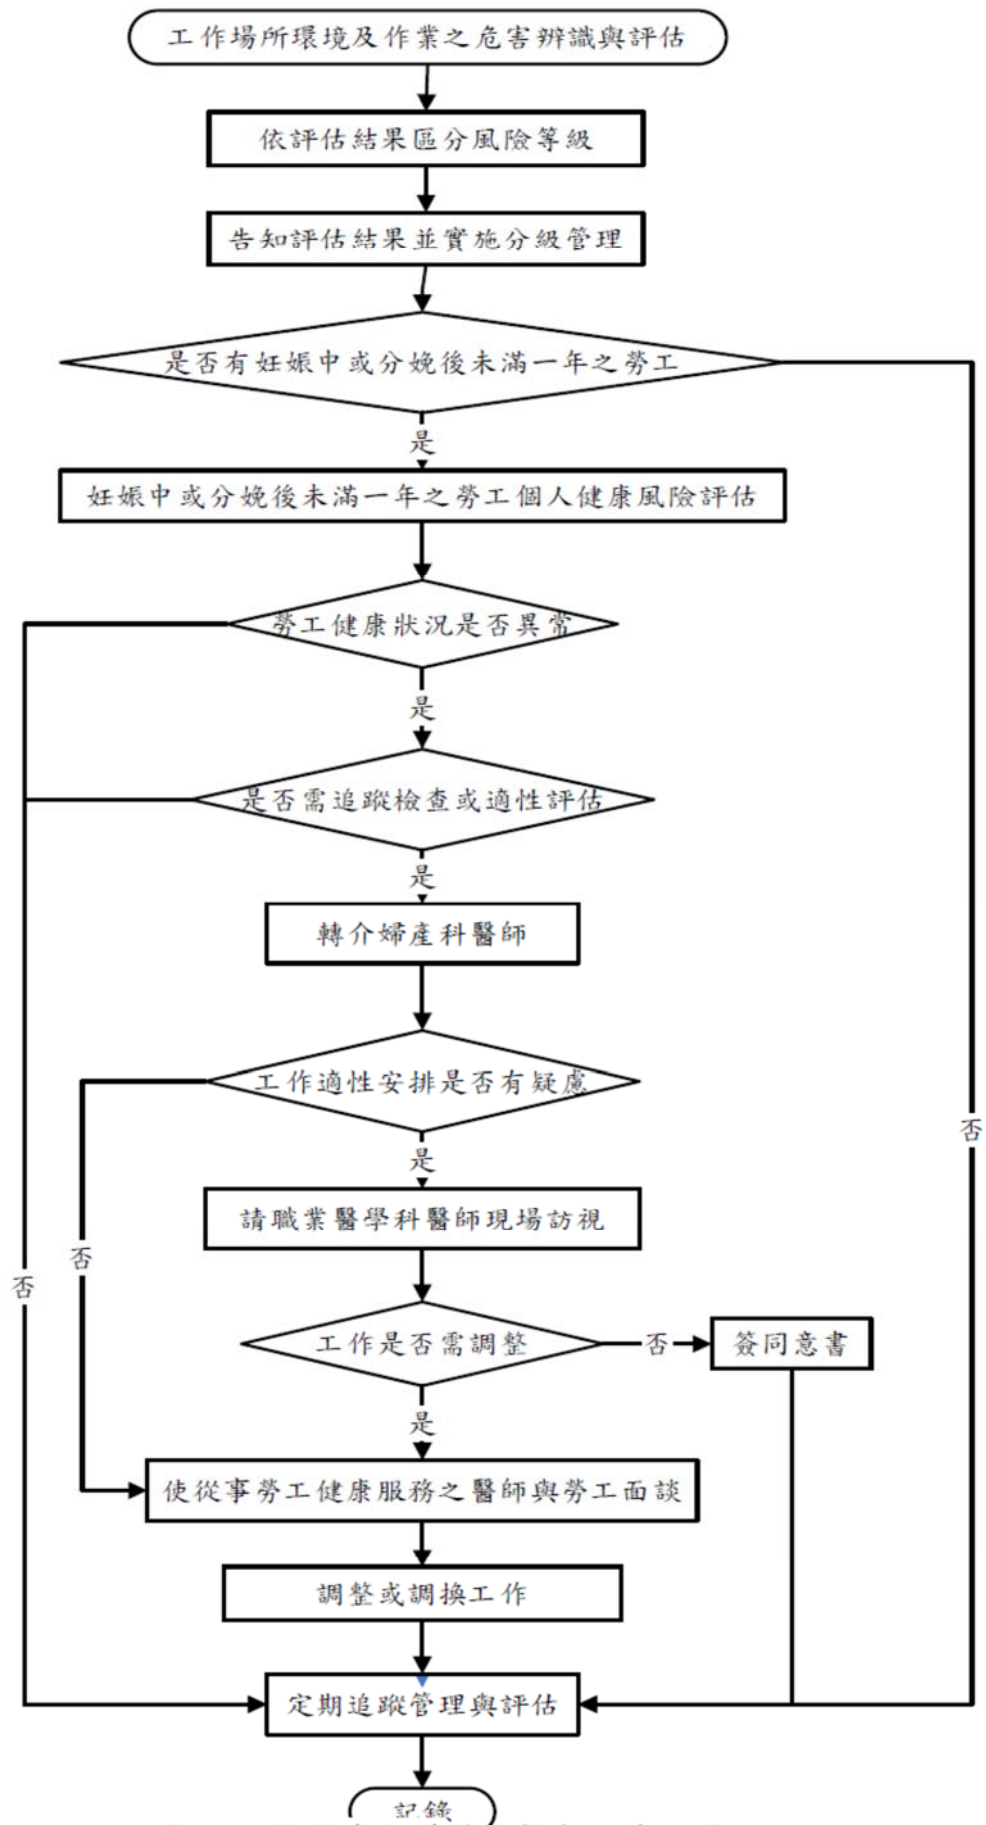 工作場所環境及作業之危害辨識與評估
依評估結果區分風險等級
告知評估結果並實施分級管理
是否有妊娠中或分娩後未滿一年之勞工
是
妊娠中或分娩後未滿一年之勞工個人健康風險評估
勞工健康狀況是否異常
是
是否需追蹤檢查或適性評估
是
轉介婦產科醫師
工作適性安排是否有疑慮
否
是
請職業醫學科醫師現場訪視
否
否
工作是否需調整
否
簽同意書
是
使從事勞工健康服務之醫師與勞工面談
調整或調換工作
定期追蹤管理與評估
記錄